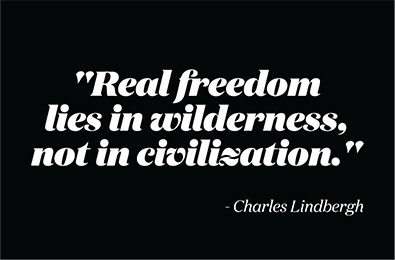 "Real freedom
lies in wilderness,
not in civilization."
- Charles Lindbergh